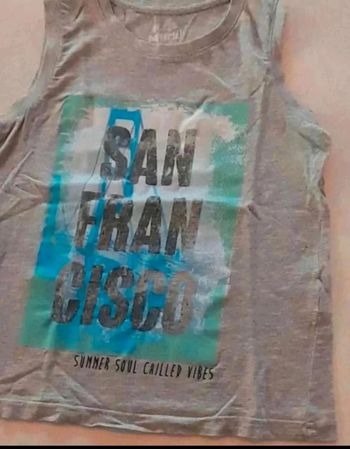 SAN
FRAN
CISCO
SUMMER SOUL CHILLED VIBES